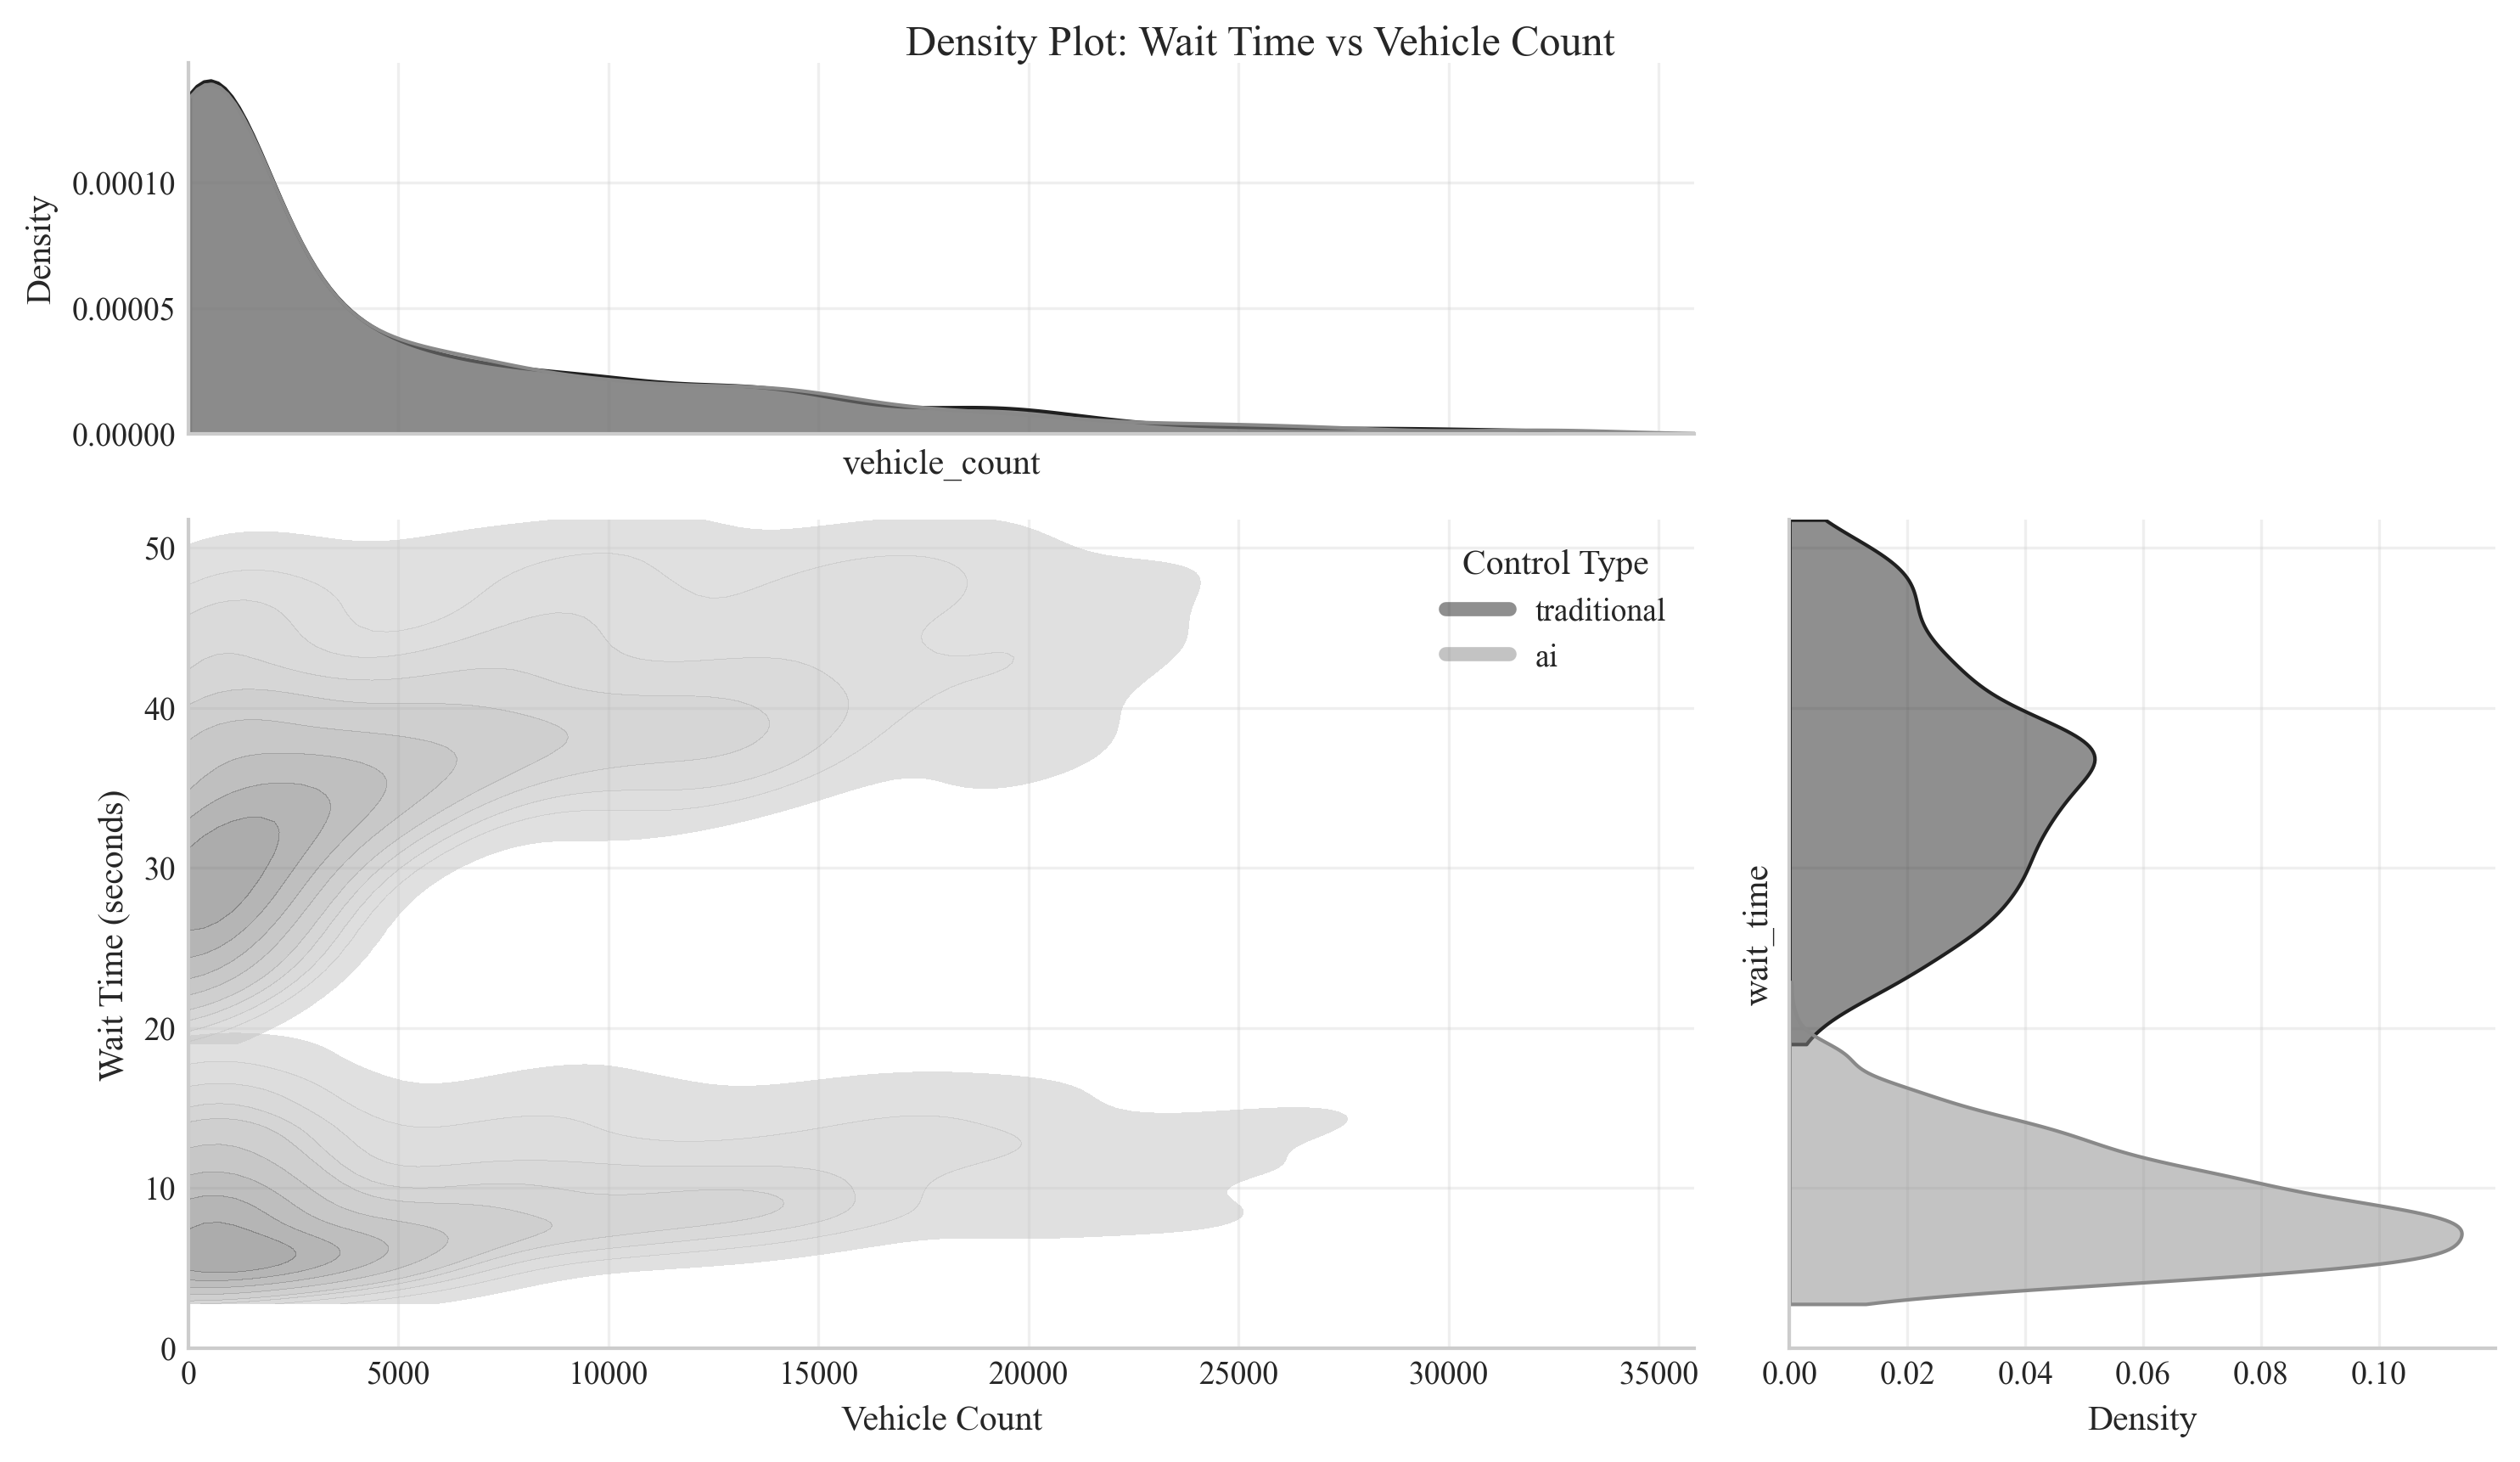 Density Plot: Wait Time vs Vehicle Count
Density
0.00010
0.00005
0.00000
vehicle_count
Wait Time (seconds)
50
40
30
20
10
0
0 5000 10000 15000 20000 25000 30000 35000
Vehicle Count
Control Type
traditional
ai
wait_time
0.00 0.02 0.04 0.06 0.08 0.10
Density